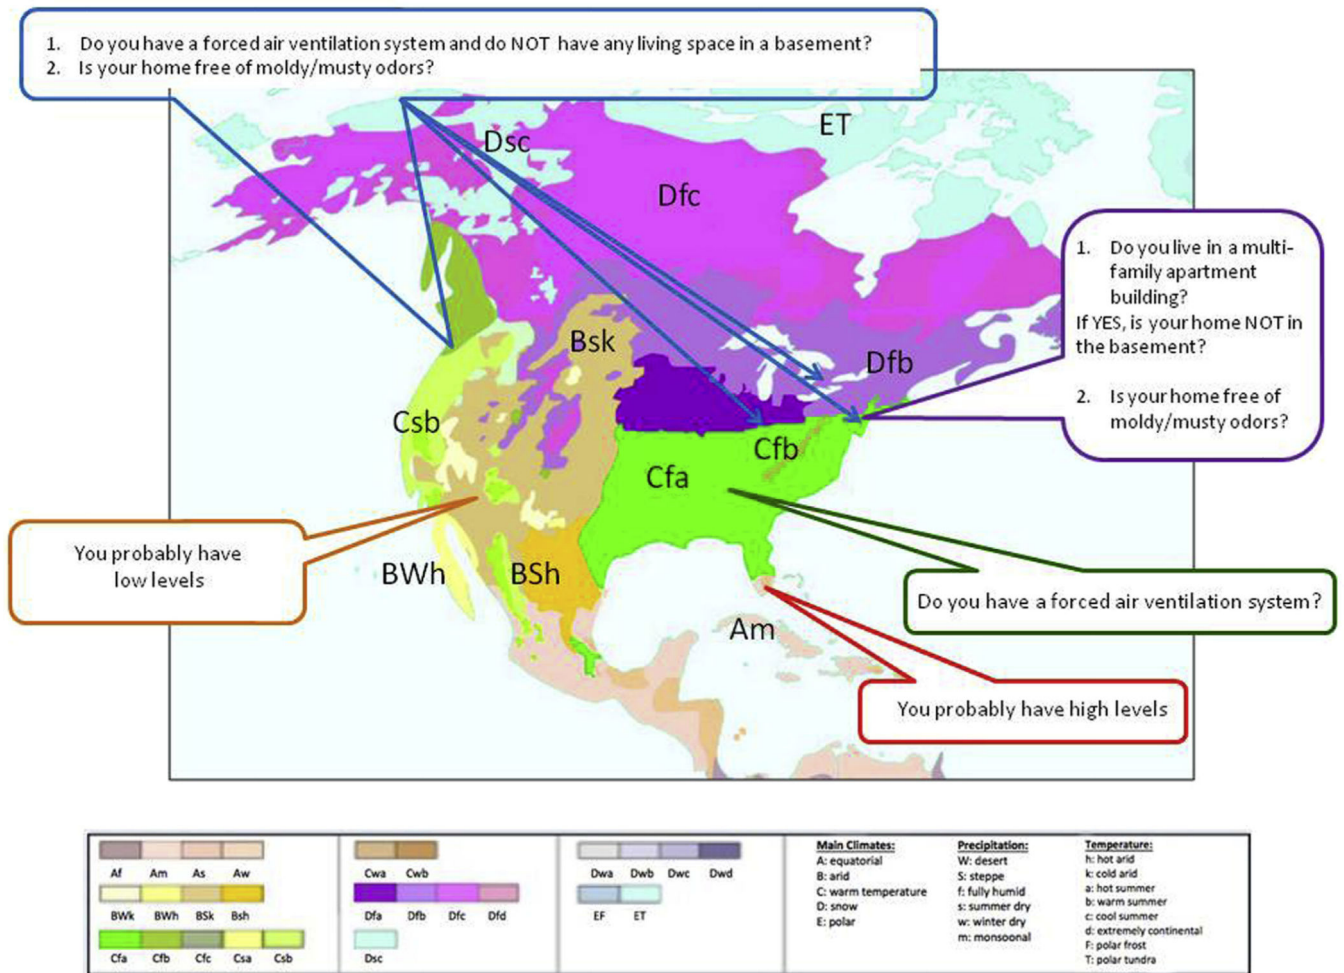 1. Do you have a forced air ventilation system and do NOT have any living space in a basement?
2. Is your home free of moldy/musty odors?
ET
Dsc
Dfc
1. Do you live in a multi-
family apartment
building?
If YES, is your home NOT in
the basement?
2. Is your home free of
moldy/musty odors?
Bsk
Dfb
Csb
Cfb
Cfa
You probably have
low levels
BWh
BSh
Do you have a forced air ventilation system?
Am
You probably have high levels
Af Am As Aw
BWk BWh BSk Bsh
Cfa Cfb Cfc Csa Csb
Cwa Cwb
Dfa Dfb Dfc Dfd
Dsc
Dwa Dwb Dwc Dwd
EF ET
Main Climates:
A: equatorial
B: arid
C: warm temperature
D: snow
E: polar
Precipitation:
W: desert
S: steppe
f: fully humid
s: summer dry
w: winter dry
m: monsoonal
Temperature:
h: hot arid
k: cold arid
a: hot summer
b: warm summer
c: cool summer
d: extremely continental
F: polar frost
T: polar tundra